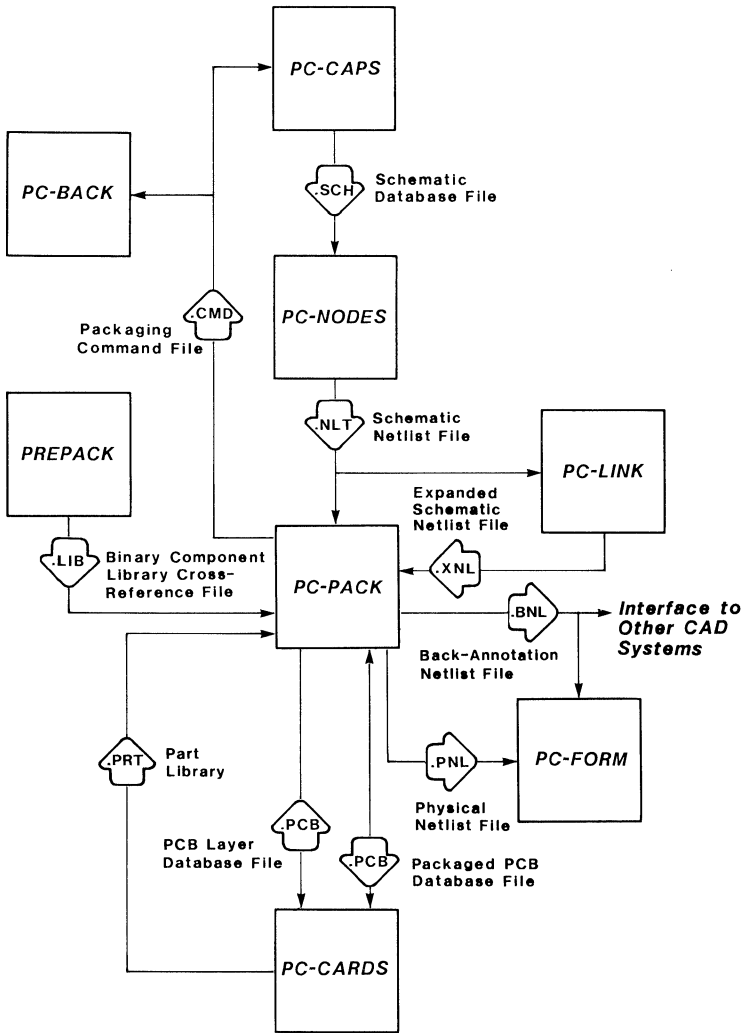 PC-CAPS
PC-BACK
.SCH
Schematic
Database File
.CMD
Packaging
Command File
PC-NODES
PREPACK
.NLT
Schematic
Netlist File
PC-LINK
Expanded
Schematic
Netlist File
.LIB
Binary Component
Library Cross-
Reference File
PC-PACK
.XNL
.BNL
Interface to
Other CAD
Systems
Back-Annotation
Netlist File
.PRT
Part
Library
.PNL
PC-FORM
Physical
Netlist File
.PCB
PCB Layer
Database File
.PCB
Packaged PCB
Database File
PC-CARDS